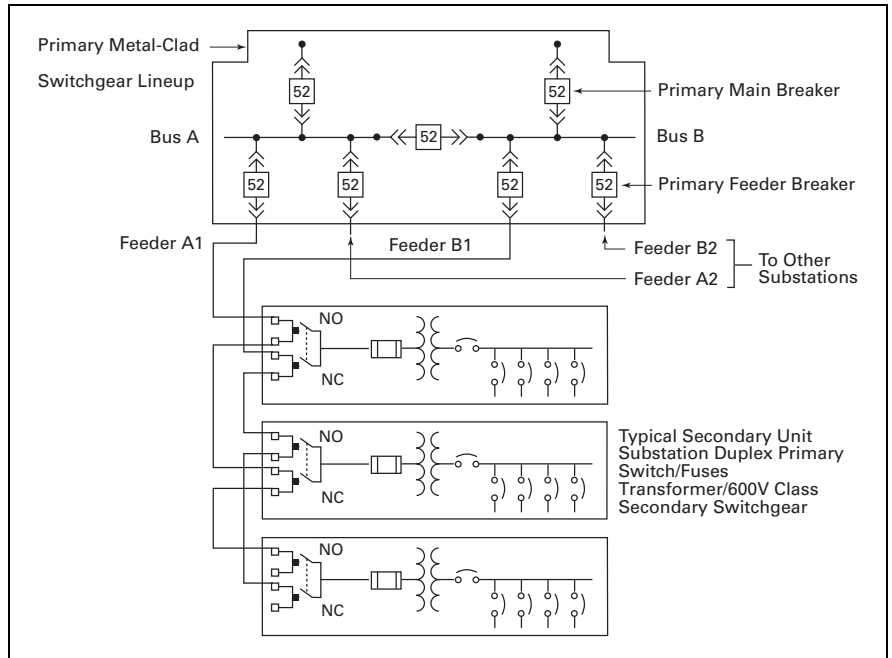 Primary Metal-Clad
Switchgear Lineup
52
52
Primary Main Breaker
Bus A
52
Bus B
52
52
52
52
Primary Feeder Breaker
Feeder A1
Feeder B1
Feeder B2
Feeder A2
To Other
Substations
NO
NC
NO
NC
Typical Secondary Unit
Substation Duplex Primary
Switch/Fuses
Transformer/600V Class
Secondary Switchgear
NO
NC